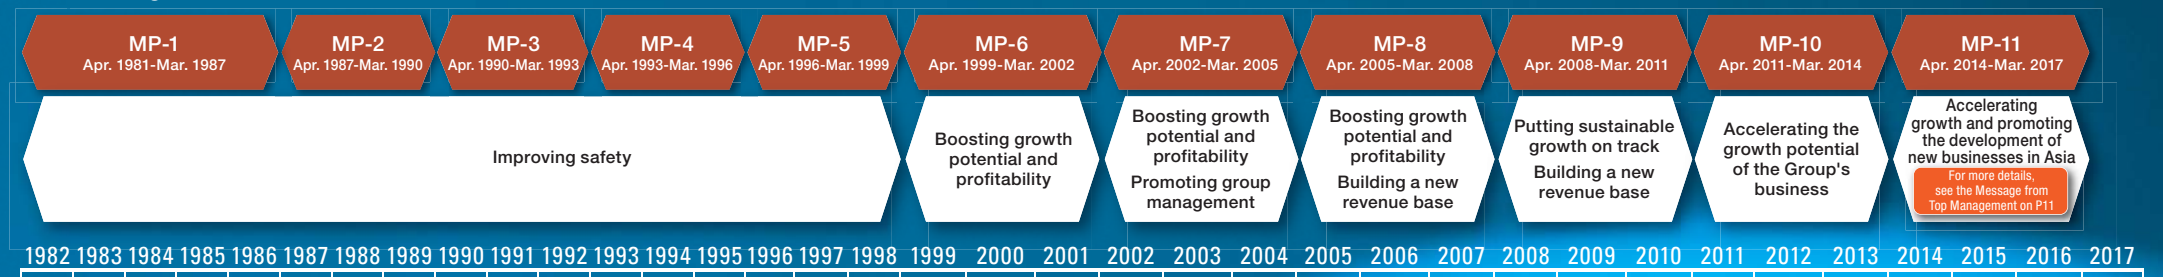 MP-1
Apr. 1981-Mar. 1987
MP-2
Apr. 1987-Mar. 1990
MP-3
Apr. 1990-Mar. 1993
MP-4
Apr. 1993-Mar. 1996
MP-5
Apr. 1996-Mar. 1999
MP-6
Apr. 1999-Mar. 2002
MP-7
Apr. 2002-Mar. 2005
MP-8
Apr. 2005-Mar. 2008
MP-9
Apr. 2008-Mar. 2011
MP-10
Apr. 2011-Mar. 2014
MP-11
Apr. 2014-Mar. 2017
Improving safety
Boosting growth
potential and
profitability
Boosting growth
potential and
profitability
Promoting group
management
Boosting growth
potential and
profitability
Building a new
revenue base
Putting sustainable
growth on track
Building a new
revenue base
Accelerating the
growth potential
of the Group's
business
Accelerating
growth and promoting
the development of
new businesses in Asia
For more details,
see the Message from
Top Management on P11
1982 1983 1984 1985 1986 1987 1988 1989 1990 1991 1992 1993 1994 1995 1996 1997 1998 1999 2000 2001 2002 2003 2004 2005 2006 2007 2008 2009 2010 2011 2012 2013 2014 2015 2016 2017